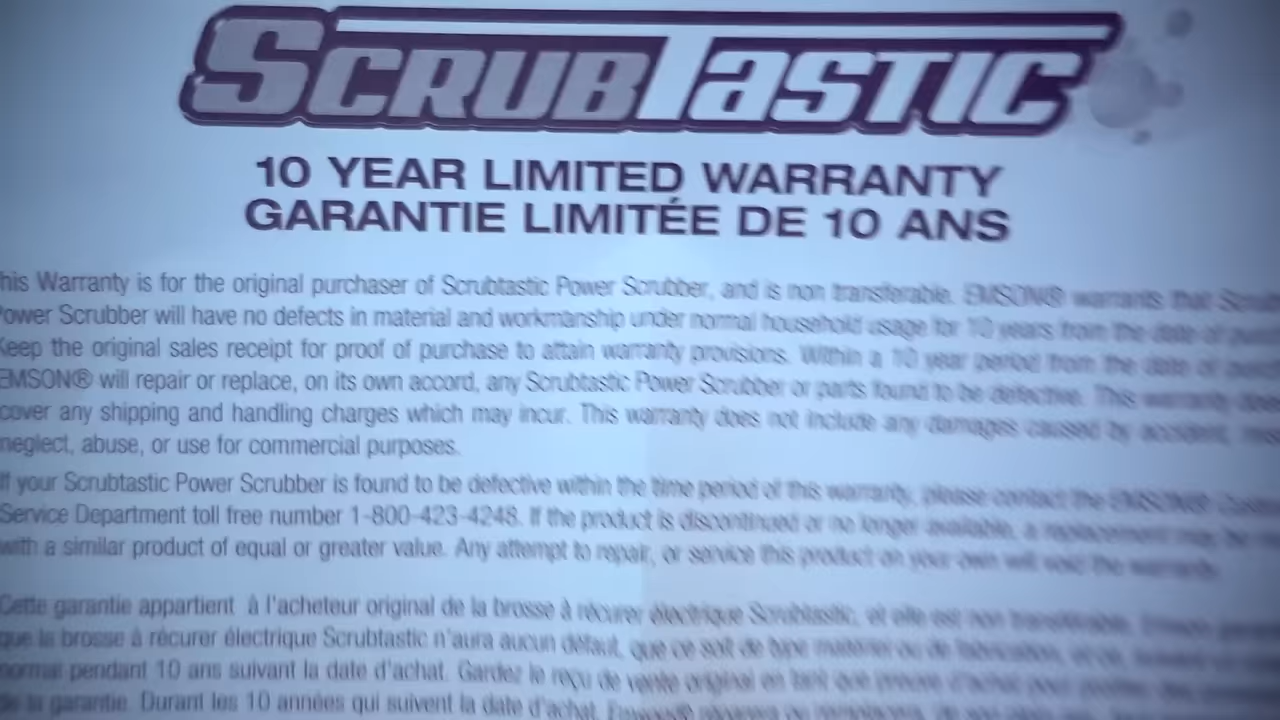 SCRUBTASTIC
10 YEAR LIMITED WARRANTY
GARANTIE LIMITÉE DE 10 ANS
his Warranty is for the original purchaser of Scrubtastic Power Scrubber, and is non transferable. EMSON® warrants that Scrub
ower Scrubber will have no defects in material and workmanship under normal household usage for 10 years from the date of purc
Keep the original sales receipt for proof of purchase to attain warranty provisions. Within a 10 year period from the date of purch
EMSON® will repair or replace, on its own accord, any Scrubtastic Power Scrubber or parts found to be defective. This warranty does
cover any shipping and handling charges which may incur. This warranty does not include any damages caused by accident,
neglect, abuse, or use for commercial purposes.
If your Scrubtastic Power Scrubber is found to be defective within the time period of this warranty, please contact the EMSON®
Service Department toll free number 1-800-423-4248. If the product is discontinued or no longer available, a replacement may be
with a similar product of equal or greater value. Any attempt to repair, or service this product on your own will void the warranty.
Cette garantie appartient à l'acheteur original de la brosse à récurer électrique Scrubtastic, et elle est non transférable.
que la brosse à récurer électrique Scrubtastic n'aura aucun défaut, que ce soit de type matériel ou de fabrication,
normal pendant 10 ans suivant la date d'achat. Gardez le reçu de vente original en tant que preuve d'achat pour
de la garantie. Durant les 10 années qui suivent la date d'achat, Emson®